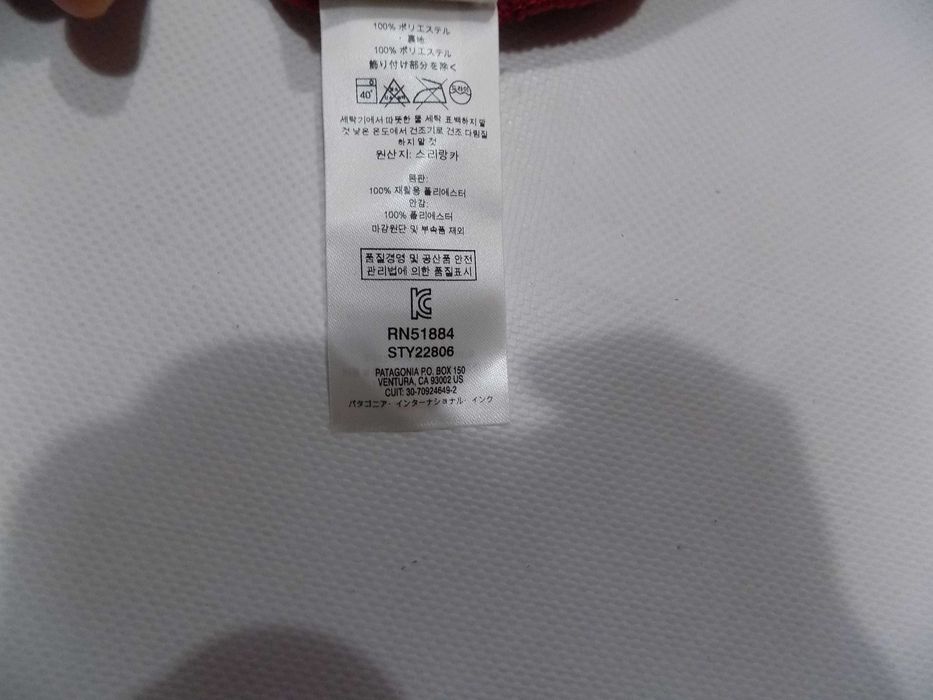 100% ポリエステル
裏地
100% ポリエステル
飾り付け部分を除く
40°
세탁기에서 따뜻한 물 세탁 표백하지 말
것 낮은 온도에서 건조기로 건조 다림질
하지 말 것
원산지: 스리랑카
몸판:
100% 재활용 폴리에스터
안감:
100% 폴리에스터
마감원단 및 부속품 제외
품질경영 및 공산품 안전
관리법에 의한 품질표시
RN51884
STY22806
PATAGONIA P.O. BOX 150
VENTURA, CA 93002 US
CUIT: 30-70924649-2
パタゴニア・インターナショナル・インク